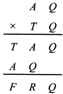 A Q
× T Q
T A Q
A Q
F R Q